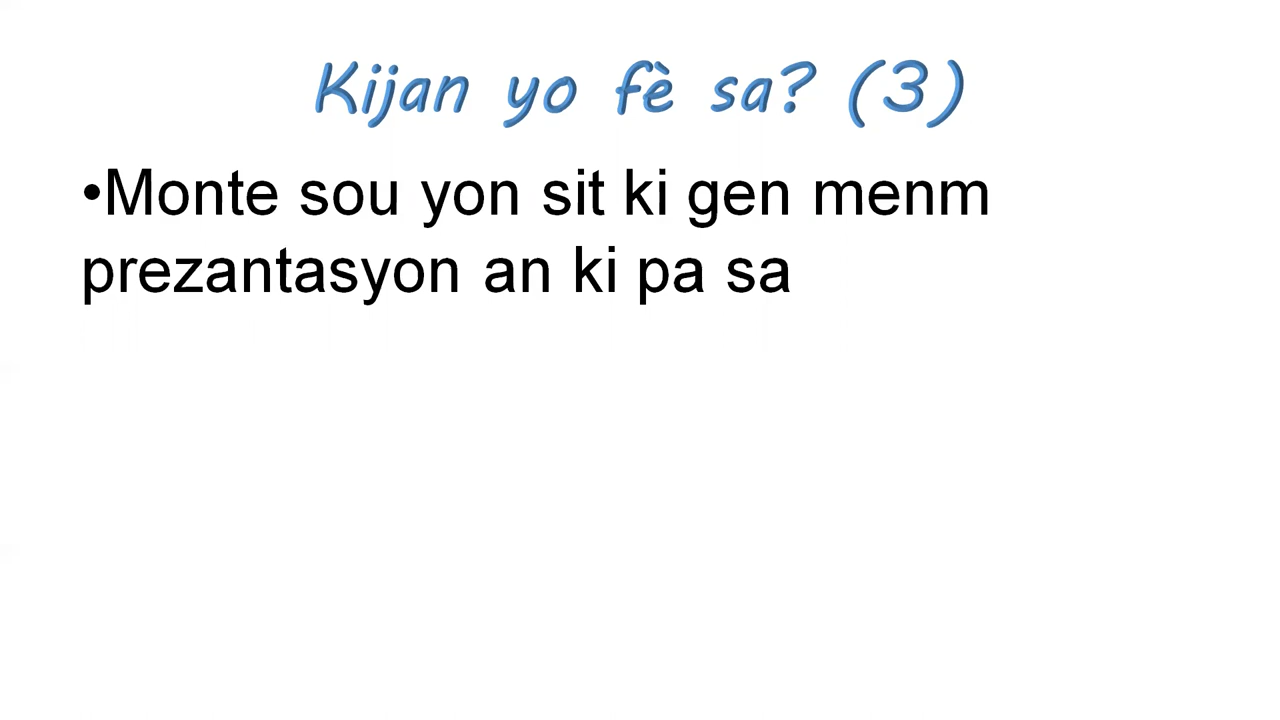 Kijan yo fè sa? (3)
•Monte sou yon sit ki gen menm
prezantasyon an ki pa sa